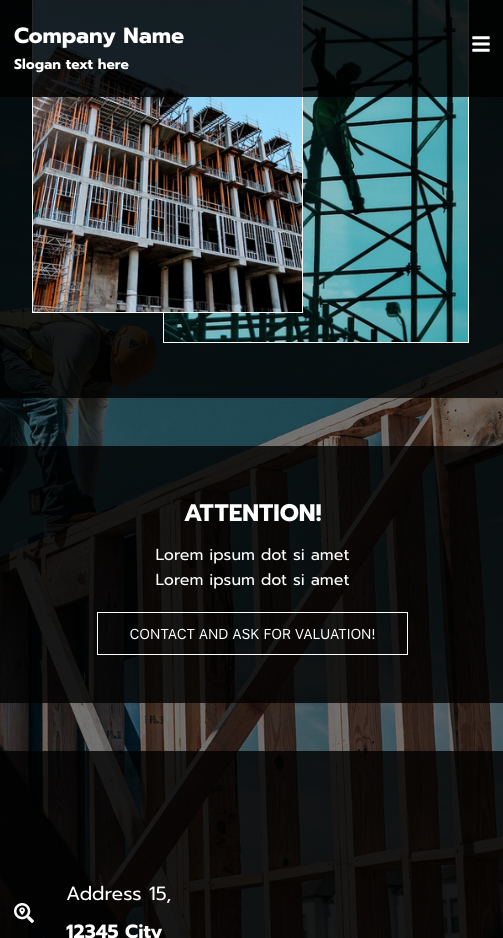 Company Name
Slogan text here
ATTENTION!
Lorem ipsum dot si amet
Lorem ipsum dot si amet
CONTACT AND ASK FOR VALUATION!
Address 15,
12345 City